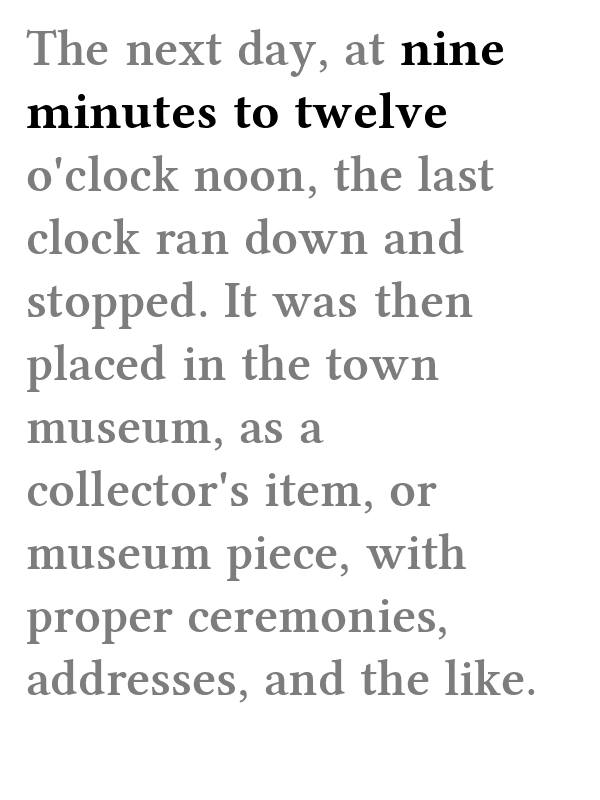 The next day, at nine
minutes to twelve
o'clock noon, the last
clock ran down and
stopped. It was then
placed in the town
museum, as a
collector's item, or
museum piece, with
proper ceremonies,
addresses, and the like.